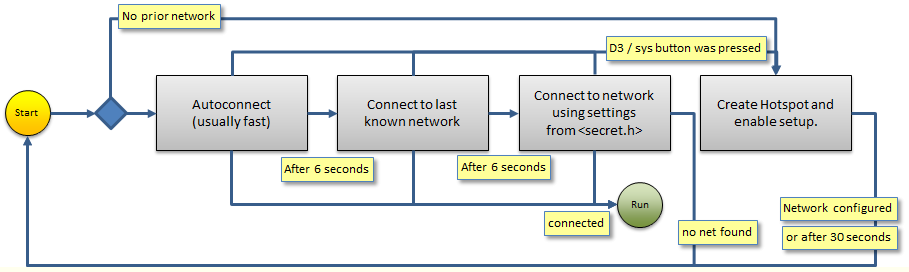 No prior network
D3 / sys button was pressed
Start
Autoconnect
(usually fast)
Connect to last
known network
Connect to network
using settings
from <secret.h>
Create Hotspot and
enable setup.
After 6 seconds
After 6 seconds
Run
connected
no net found
Network configured
or after 30 seconds